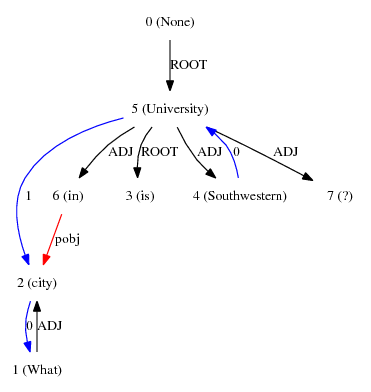 0 (None)
ROOT
5 (University)
ADJ ROOT ADJ 0 ADJ
1 6 (in) 3 (is) 4 (Southwestern) 7 (?)
pobj
2 (city)
0 ADJ
1 (What)